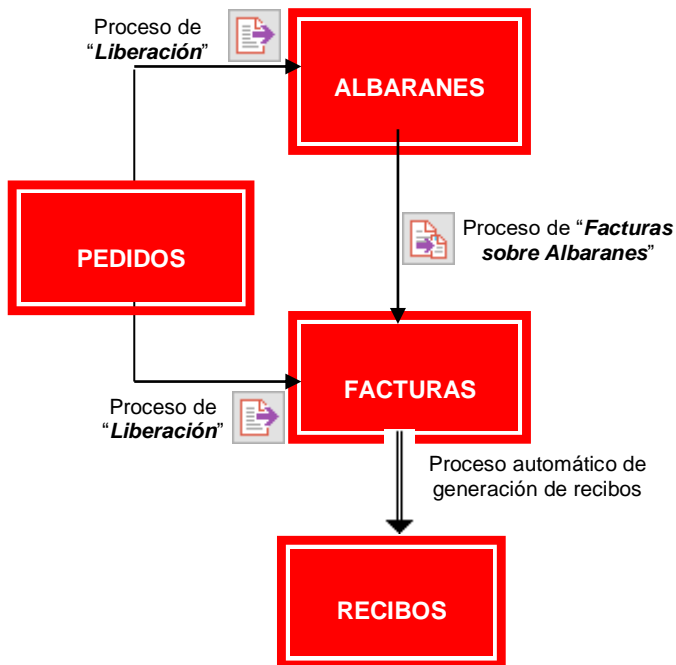 Proceso de
“Liberación”
ALBARANES
PEDIDOS
Proceso de “Facturas
sobre Albaranes”
FACTURAS
Proceso de
“Liberación”
Proceso automático de
generación de recibos
RECIBOS